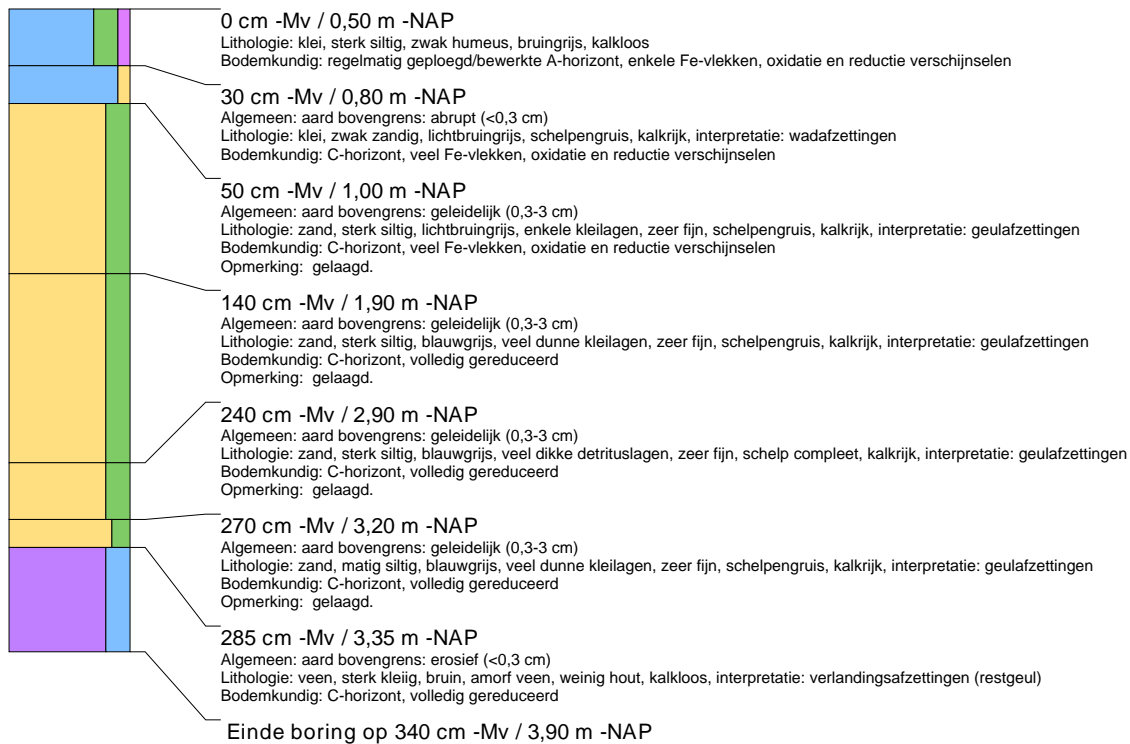 0 cm -Mv / 0,50 m -NAP
Lithologie: klei, sterk siltig, zwak humeus, bruingrijs, kalkloos
Bodemkundig: regelmatig geploegd/bewerkte A-horizont, enkele Fe-vlekken, oxidatie en reductie verschijnselen
30 cm -Mv / 0,80 m -NAP
Algemeen: aard bovengrens: abrupt (<0,3 cm)
Lithologie: klei, zwak zandig, lichtbruingrijs, schelpengruis, kalkrijk, interpretatie: wadafzettingen
Bodemkundig: C-horizont, veel Fe-vlekken, oxidatie en reductie verschijnselen
50 cm -Mv / 1,00 m -NAP
Algemeen: aard bovengrens: geleidelijk (0,3-3 cm)
Lithologie: zand, sterk siltig, lichtbruingrijs, enkele kleilagen, zeer fijn, schelpengruis, kalkrijk, interpretatie: geulafzettingen
Bodemkundig: C-horizont, veel Fe-vlekken, oxidatie en reductie verschijnselen
Opmerking: gelaagd.
140 cm -Mv / 1,90 m -NAP
Algemeen: aard bovengrens: geleidelijk (0,3-3 cm)
Lithologie: zand, sterk siltig, blauwgrijs, veel dunne kleilagen, zeer fijn, schelpengruis, kalkrijk, interpretatie: geulafzettingen
Bodemkundig: C-horizont, volledig gereduceerd
Opmerking: gelaagd.
240 cm -Mv / 2,90 m -NAP
Algemeen: aard bovengrens: geleidelijk (0,3-3 cm)
Lithologie: zand, sterk siltig, blauwgrijs, veel dikke detrituslagen, zeer fijn, schelp compleet, kalkrijk, interpretatie: geulafzettingen
Bodemkundig: C-horizont, volledig gereduceerd
Opmerking: gelaagd.
270 cm -Mv / 3,20 m -NAP
Algemeen: aard bovengrens: geleidelijk (0,3-3 cm)
Lithologie: zand, matig siltig, blauwgrijs, veel dunne kleilagen, zeer fijn, schelpengruis, kalkrijk, interpretatie: geulafzettingen
Bodemkundig: C-horizont, volledig gereduceerd
Opmerking: gelaagd.
285 cm -Mv / 3,35 m -NAP
Algemeen: aard bovengrens: erosief (<0,3 cm)
Lithologie: veen, sterk kleiig, bruin, amorf veen, weinig hout, kalkloos, interpretatie: verlandingsafzettingen (restgeul)
Bodemkundig: C-horizont, volledig gereduceerd
Einde boring op 340 cm -Mv / 3,90 m -NAP